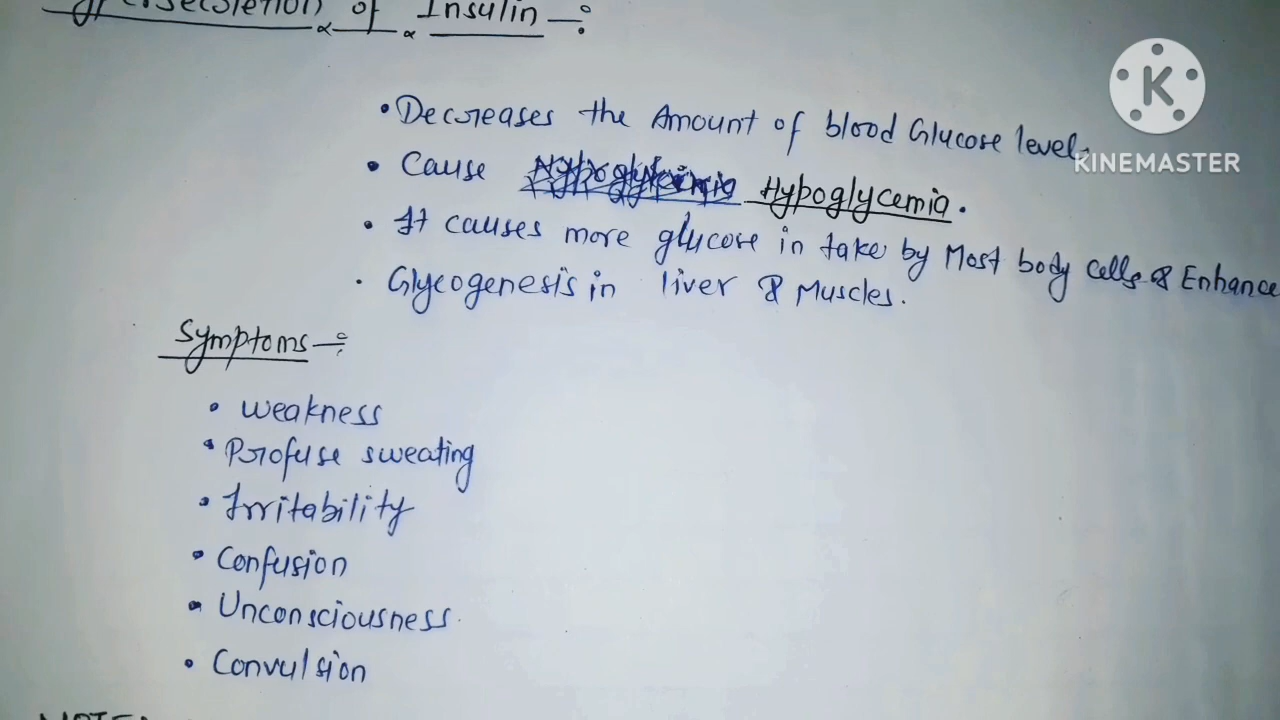 of Insulin -:
• Decreases the Amount of blood Glucose level.
• Cause Hypoglycemia.
• It causes more glucose in take by Most body cells & Enhance
• Glycogenesis in liver & Muscles.
Symptoms -:
• Weakness
• Profuse sweating
• Irritability
• Confusion
• Unconsciousness
• Convulsion
K
KINEMASTER